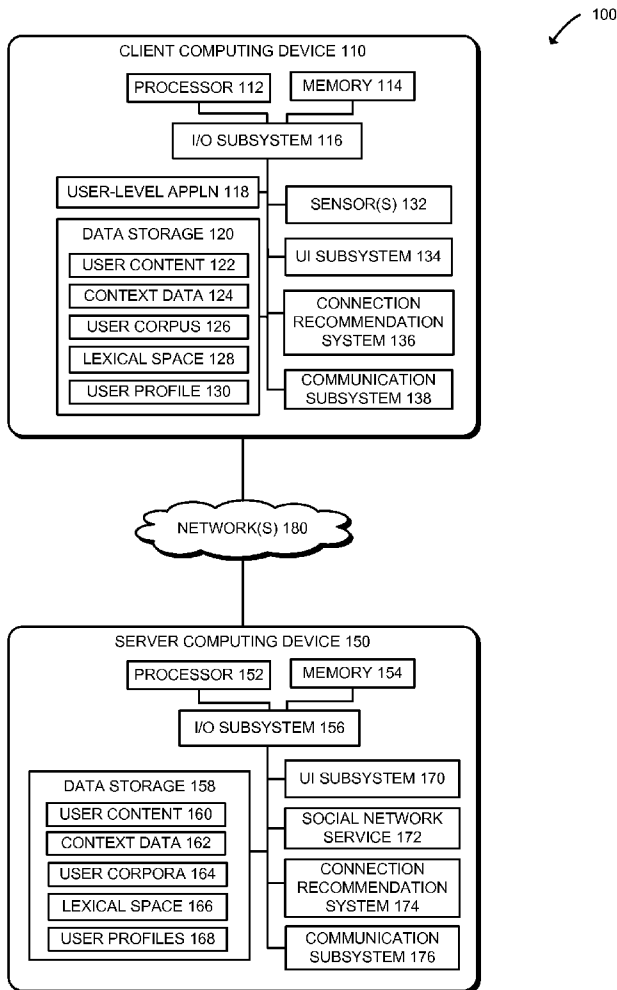 100
CLIENT COMPUTING DEVICE 110
PROCESSOR 112
MEMORY 114
I/O SUBSYSTEM 116
USER-LEVEL APPLN 118
DATA STORAGE 120
USER CONTENT 122
CONTEXT DATA 124
USER CORPUS 126
LEXICAL SPACE 128
USER PROFILE 130
SENSOR(S) 132
UI SUBSYSTEM 134
CONNECTION
RECOMMENDATION
SYSTEM 136
COMMUNICATION
SUBSYSTEM 138
NETWORK(S) 180
SERVER COMPUTING DEVICE 150
PROCESSOR 152
MEMORY 154
I/O SUBSYSTEM 156
DATA STORAGE 158
USER CONTENT 160
CONTEXT DATA 162
USER CORPORA 164
LEXICAL SPACE 166
USER PROFILES 168
UI SUBSYSTEM 170
SOCIAL NETWORK
SERVICE 172
CONNECTION
RECOMMENDATION
SYSTEM 174
COMMUNICATION
SUBSYSTEM 176